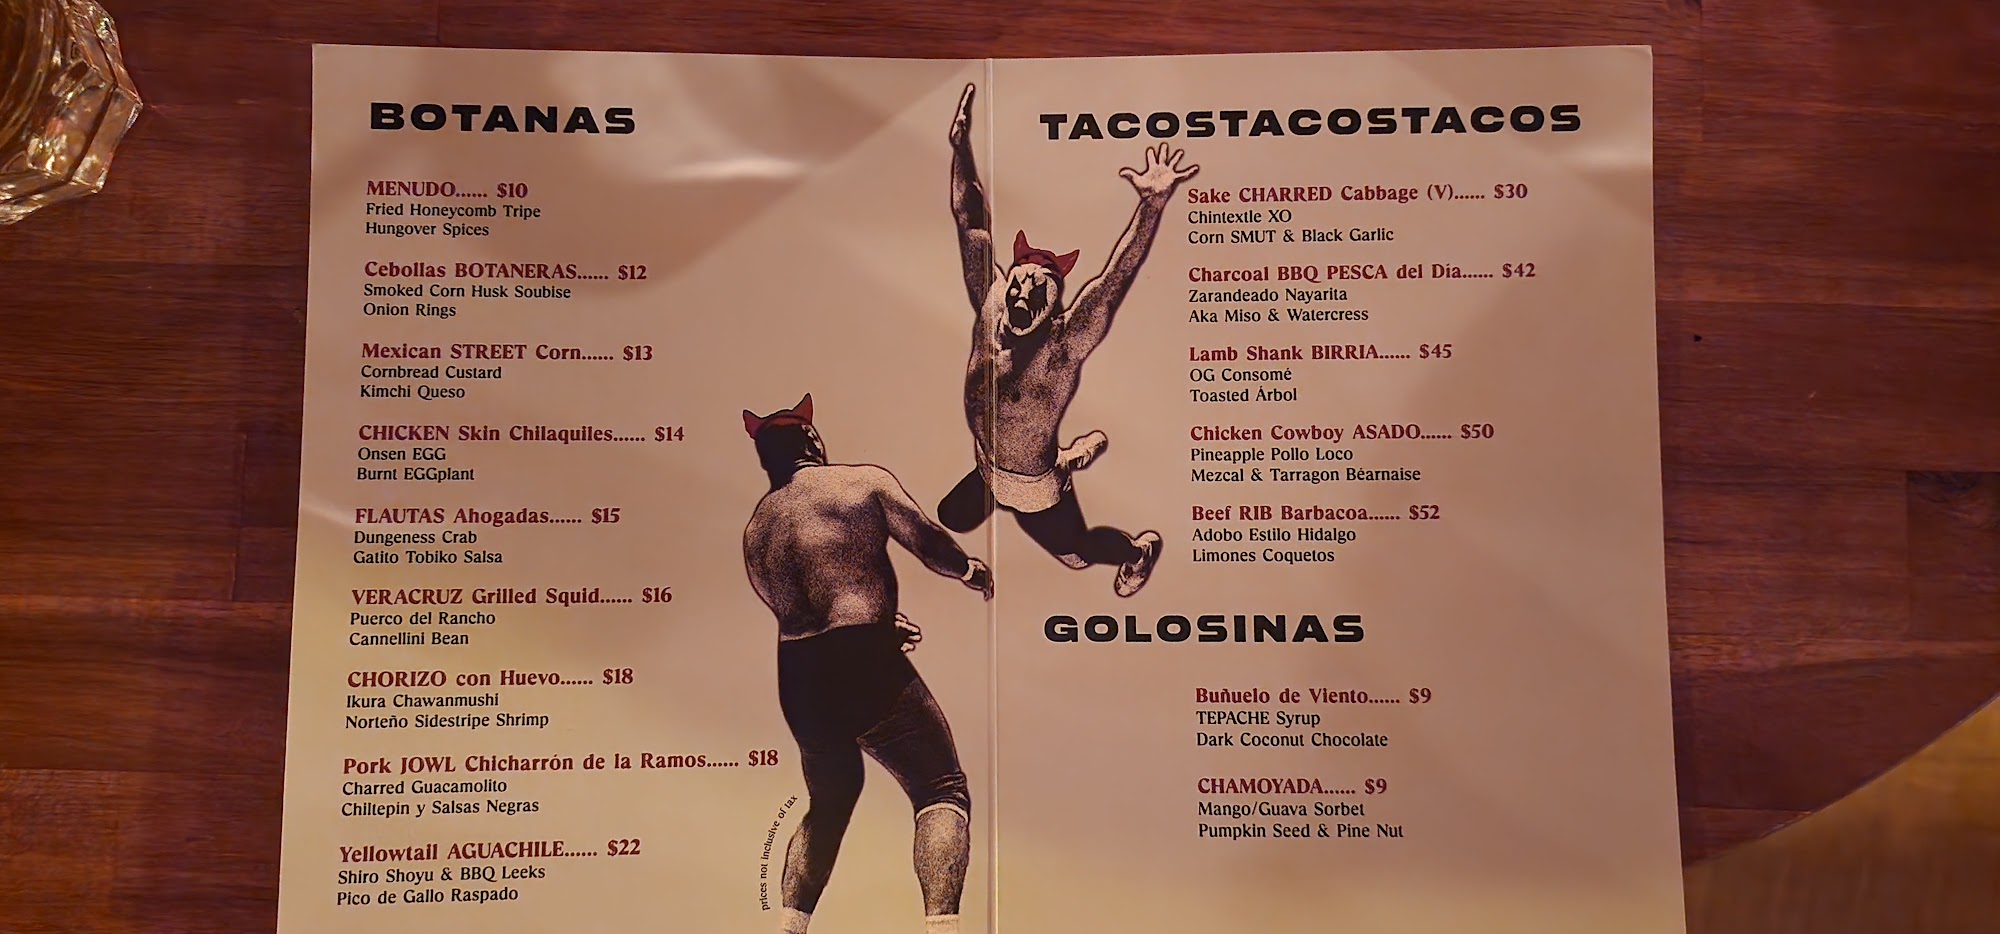 BOTANAS
MENUDO...... $10
Fried Honeycomb Tripe
Hungover Spices
Cebollas BOTANERAS...... $12
Smoked Corn Husk Soubise
Onion Rings
Mexican STREET Corn...... $13
Cornbread Custard
Kimchi Queso
CHICKEN Skin Chilaquiles...... $14
Onsen EGG
Burnt EGGplant
FLAUTAS Ahogadas...... $15
Dungeness Crab
Gatito Tobiko Salsa
VERACRUZ Grilled Squid...... $16
Puerco del Rancho
Cannellini Bean
CHORIZO con Huevo...... $18
Ikura Chawanmushi
Norteño Sidestripe Shrimp
Pork JOWL Chicharrón de la Ramos...... $18
Charred Guacamolito
Chiltepín y Salsas Negras
Yellowtail AGUACHILE...... $22
Shiro Shoyu & BBQ Leeks
Pico de Gallo Raspado
prices not inclusive of tax
TACOSTACOSTACOS
Sake CHARRED Cabbage (V)...... $30
Chintextle XO
Corn SMUT & Black Garlic
Charcoal BBQ PESCA del Día...... $42
Zarandeado Nayarita
Aka Miso & Watercress
Lamb Shank BIRRIA...... $45
OG Consomé
Toasted Árbol
Chicken Cowboy ASADO...... $50
Pineapple Pollo Loco
Mezcal & Tarragon Béarnaise
Beef RIB Barbacoa...... $52
Adobo Estilo Hidalgo
Limones Coquetos
GOLOSINAS
Buñuelo de Viento...... $9
TEPACHE Syrup
Dark Coconut Chocolate
CHAMOYADA...... $9
Mango/Guava Sorbet
Pumpkin Seed & Pine Nut